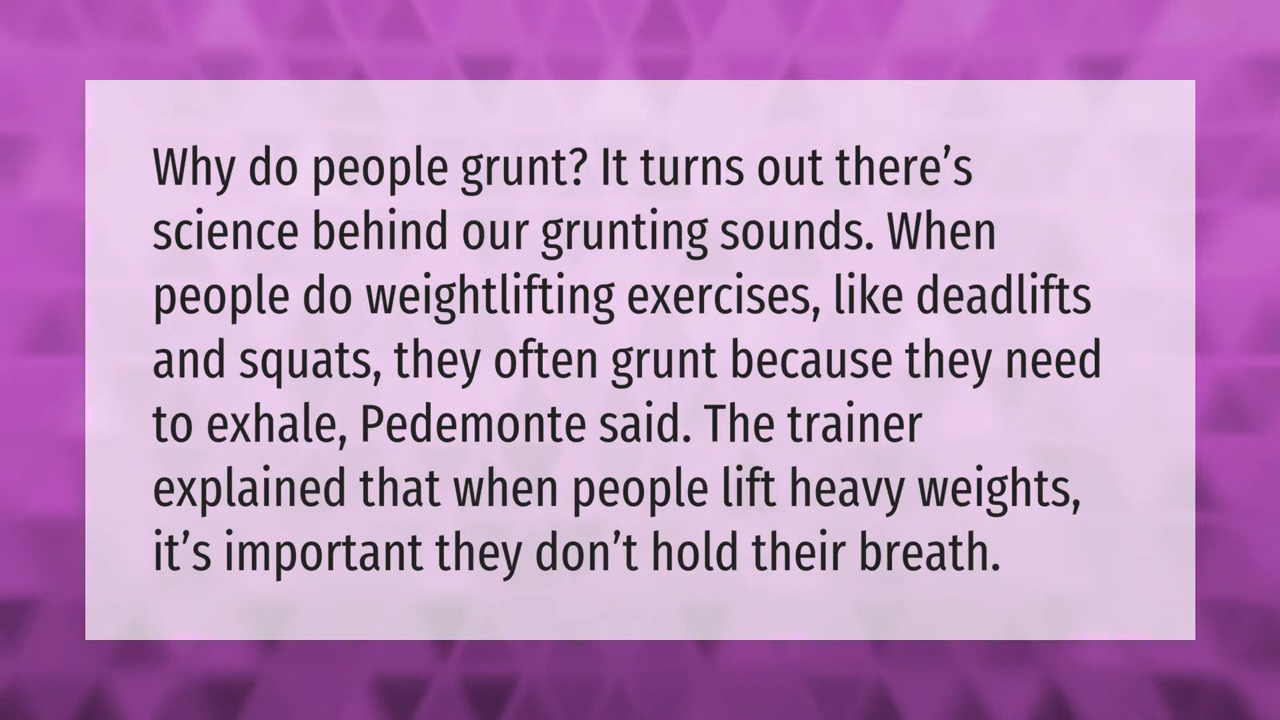 Why do people grunt? It turns out there’s
science behind our grunting sounds. When
people do weightlifting exercises, like deadlifts
and squats, they often grunt because they need
to exhale, Pedemonte said. The trainer
explained that when people lift heavy weights,
it’s important they don’t hold their breath.